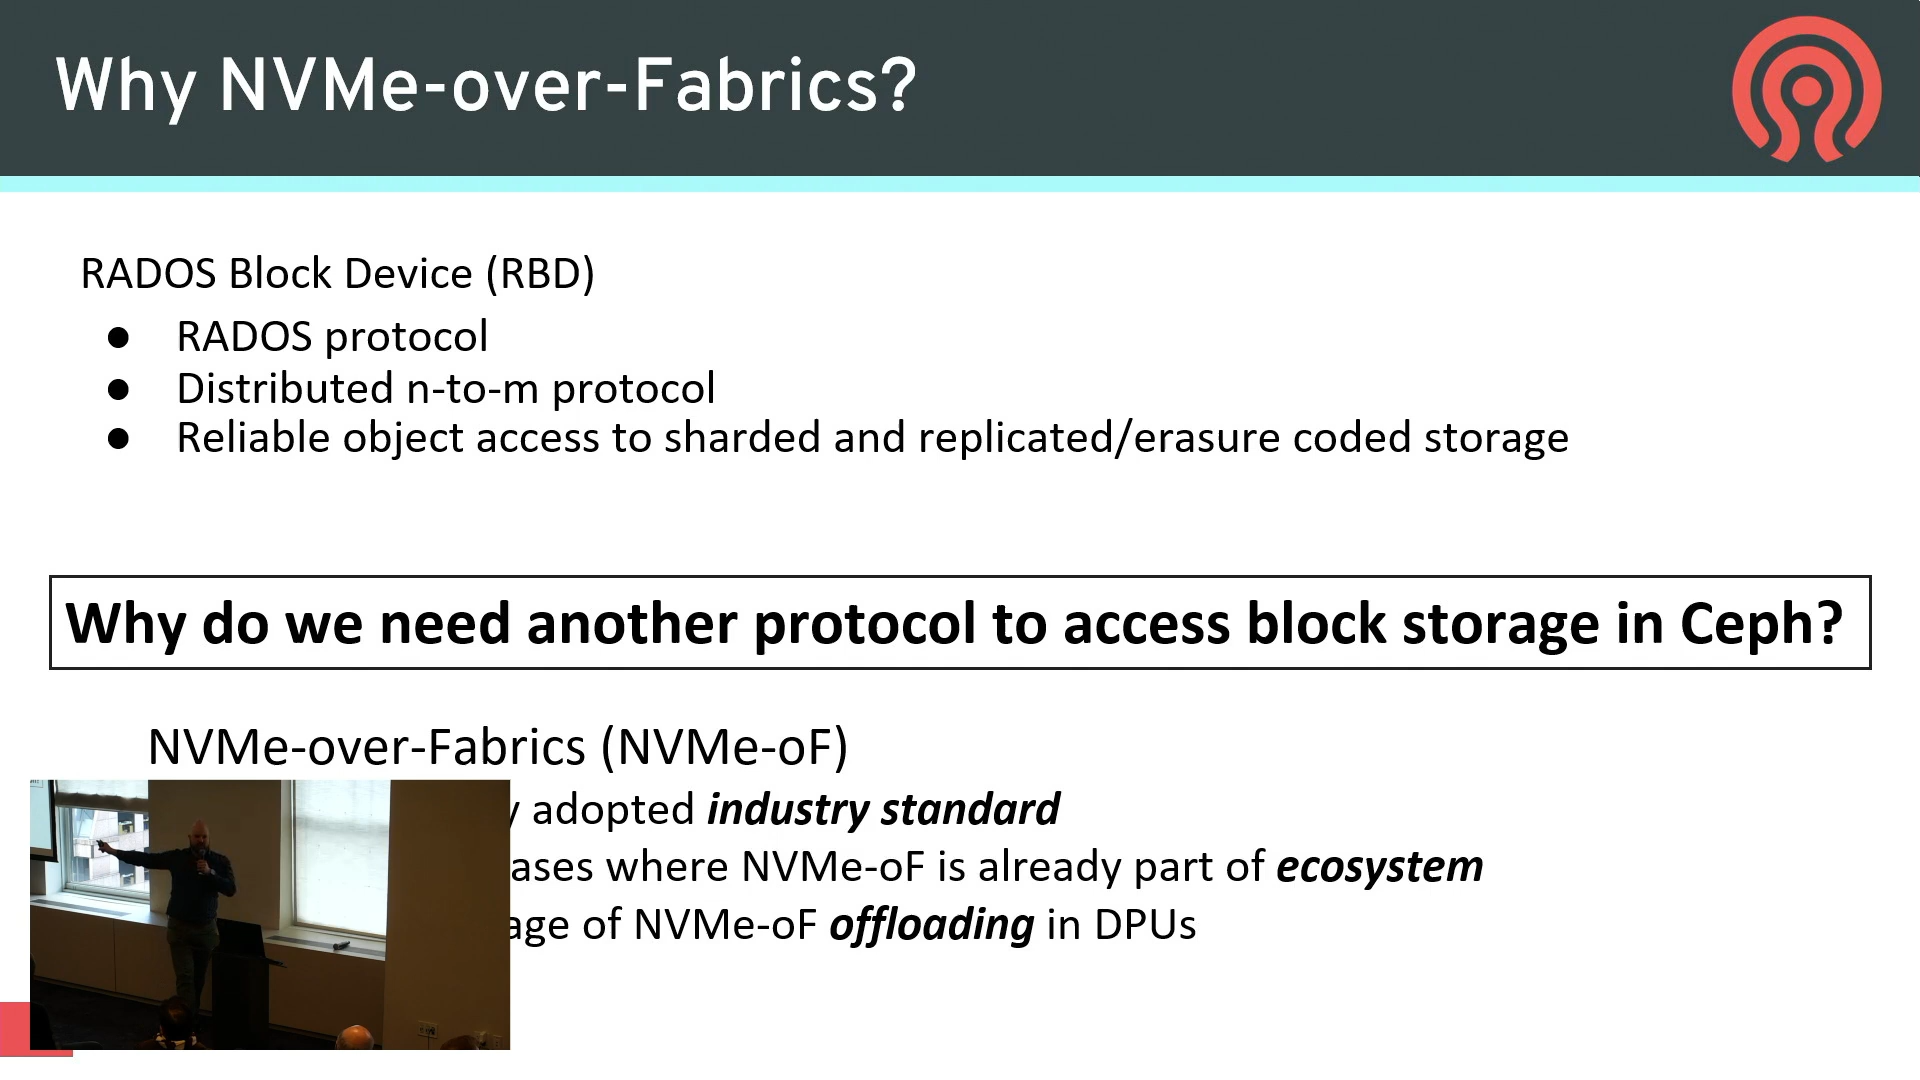 Why NVMe-over-Fabrics?
RADOS Block Device (RBD)
● RADOS protocol
● Distributed n-to-m protocol
● Reliable object access to sharded and replicated/erasure coded storage
Why do we need another protocol to access block storage in Ceph?
NVMe-over-Fabrics (NVMe-oF)
adopted industry standard
where NVMe-oF is already part of ecosystem
of NVMe-oF offloading in DPUs